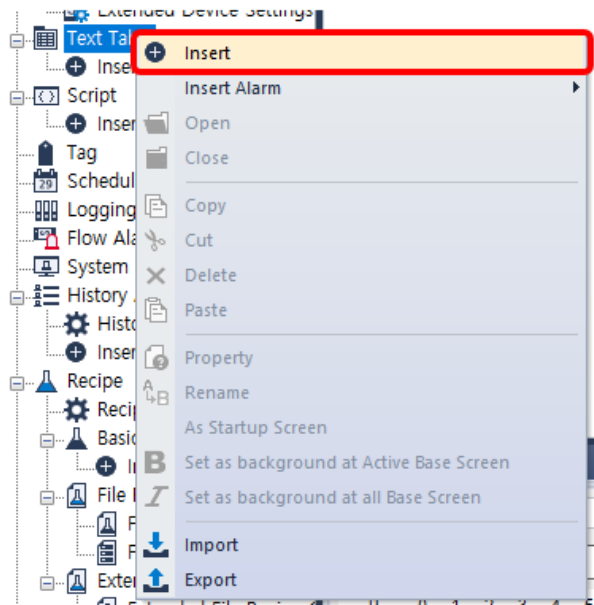 Extended Device Settings
Text Tal
Insert
Inser
Insert Alarm
Script
Open
Inser
Close
Tag
Schedul
29
Copy
Logging
Cut
Flow Ala
Delete
System
Paste
History
Histo
Property
Inser
Rename
Recipe
As Startup Screen
Recip
Set as background at Active Base Screen
Basic
Set as background at all Base Screen
File
Import
Export
Exter